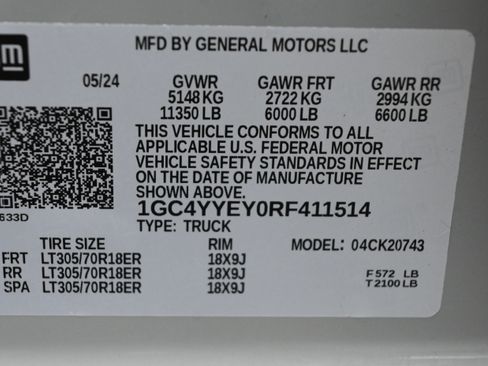 MFD BY GENERAL MOTORS LLC
gm
05/24 GVWR GAWR FRT GAWR RR
5148 KG 2722 KG 2994 KG
11350 LB 6000 LB 6600 LB
THIS VEHICLE CONFORMS TO ALL
APPLICABLE U.S. FEDERAL MOTOR
VEHICLE SAFETY STANDARDS IN EFFECT
ON THE DATE OF MANUFACTURE
SHOWN ABOVE.
1GC4YYEY0RF411514
633D
TYPE: TRUCK
TIRE SIZE RIM MODEL: 04CK20743
FRT LT305/70R18ER 18X9J
RR LT305/70R18ER 18X9J F 572 LB
SPA LT305/70R18ER 18X9J T 2100 LB